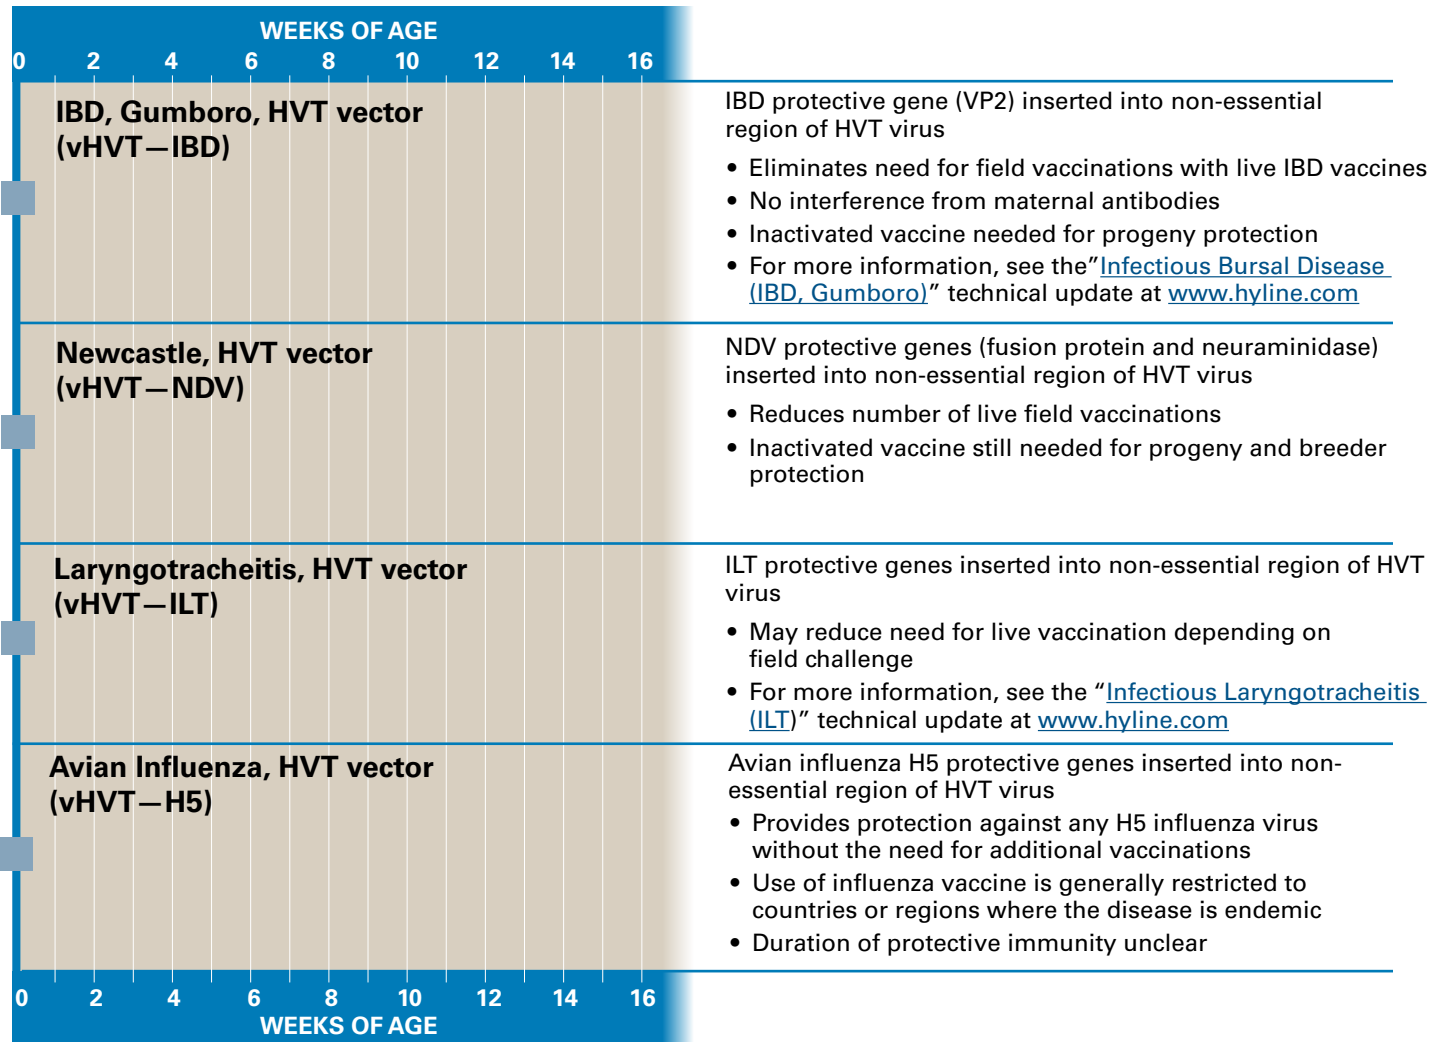 WEEKS OF AGE
0 2 4 6 8 10 12 14 16
IBD, Gumboro, HVT vector
(vHVT—IBD)
IBD protective gene (VP2) inserted into non-essential
region of HVT virus
• Eliminates need for field vaccinations with live IBD vaccines
• No interference from maternal antibodies
• Inactivated vaccine needed for progeny protection
• For more information, see the”Infectious Bursal Disease
(IBD, Gumboro)” technical update at www.hyline.com
Newcastle, HVT vector
(vHVT—NDV)
NDV protective genes (fusion protein and neuraminidase)
inserted into non-essential region of HVT virus
• Reduces number of live field vaccinations
• Inactivated vaccine still needed for progeny and breeder
protection
Laryngotracheitis, HVT vector
(vHVT—ILT)
ILT protective genes inserted into non-essential region of HVT
virus
• May reduce need for live vaccination depending on
field challenge
• For more information, see the “Infectious Laryngotracheitis
(ILT)” technical update at www.hyline.com
Avian Influenza, HVT vector
(vHVT—H5)
Avian influenza H5 protective genes inserted into non-
essential region of HVT virus
• Provides protection against any H5 influenza virus
without the need for additional vaccinations
• Use of influenza vaccine is generally restricted to
countries or regions where the disease is endemic
• Duration of protective immunity unclear
0 2 4 6 8 10 12 14 16
WEEKS OF AGE